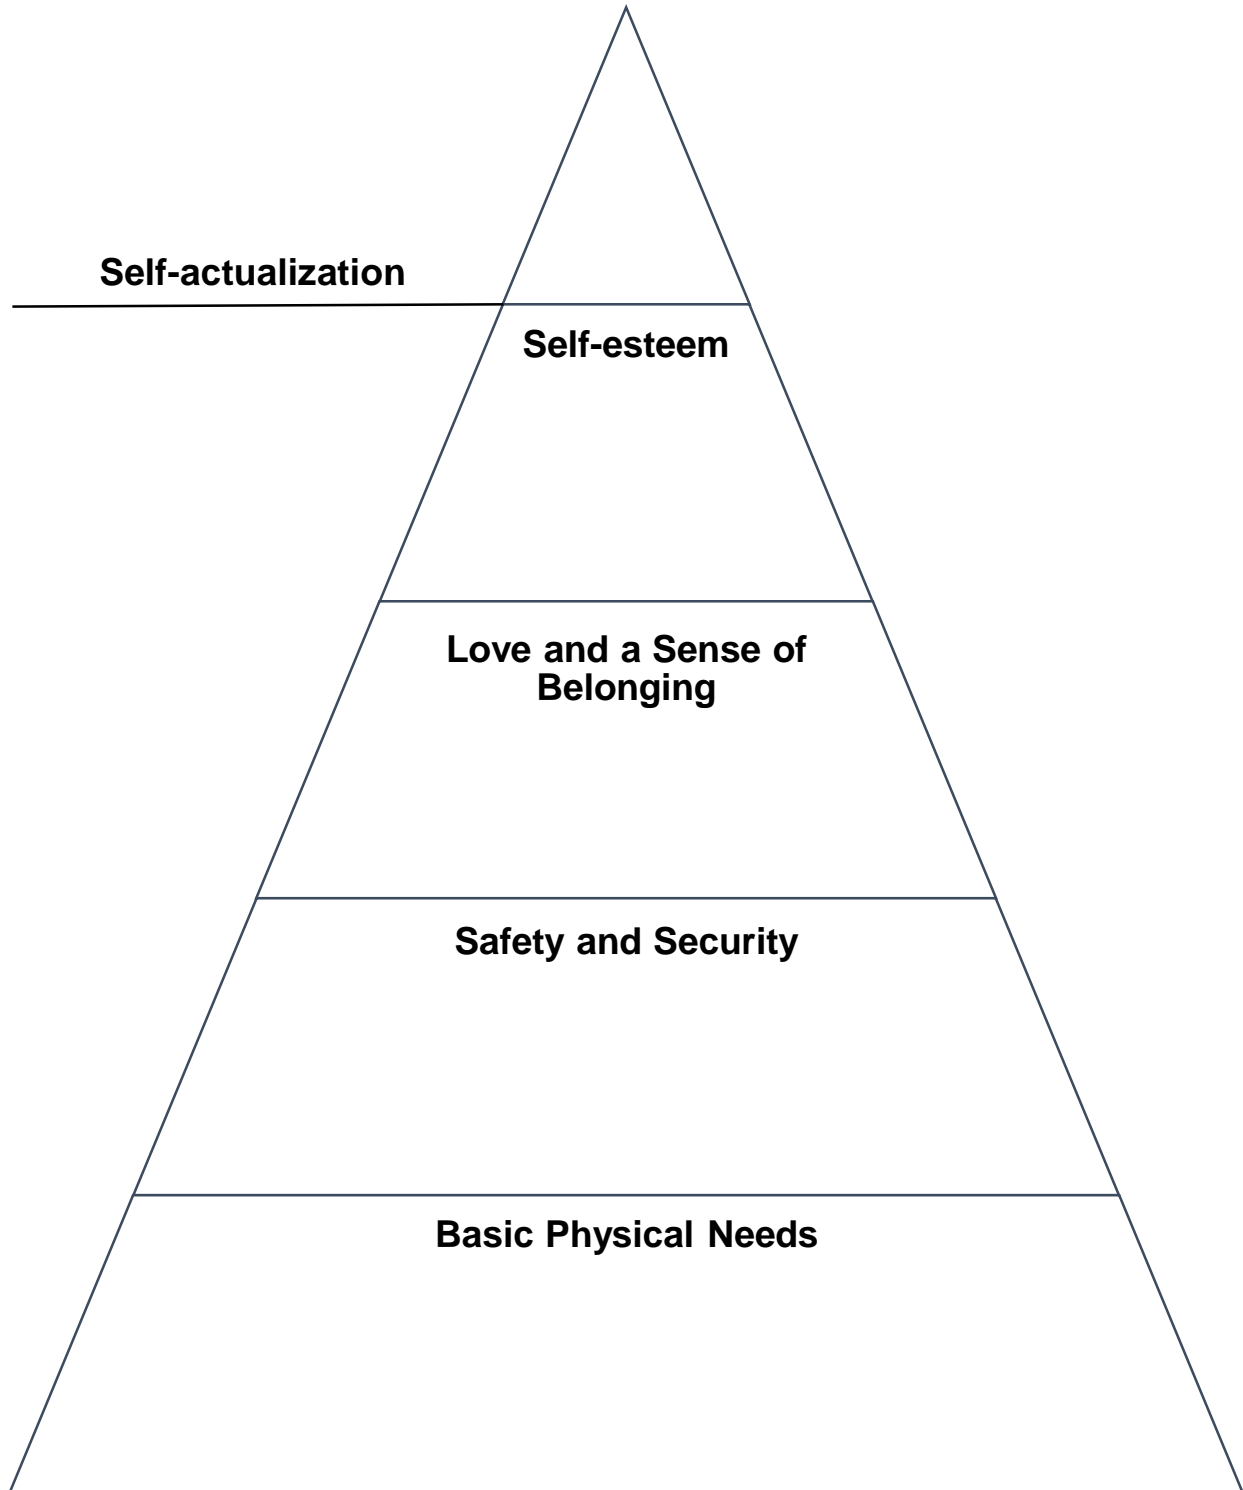 Self-actualization
Self-esteem
Love and a Sense of
Belonging
Safety and Security
Basic Physical Needs